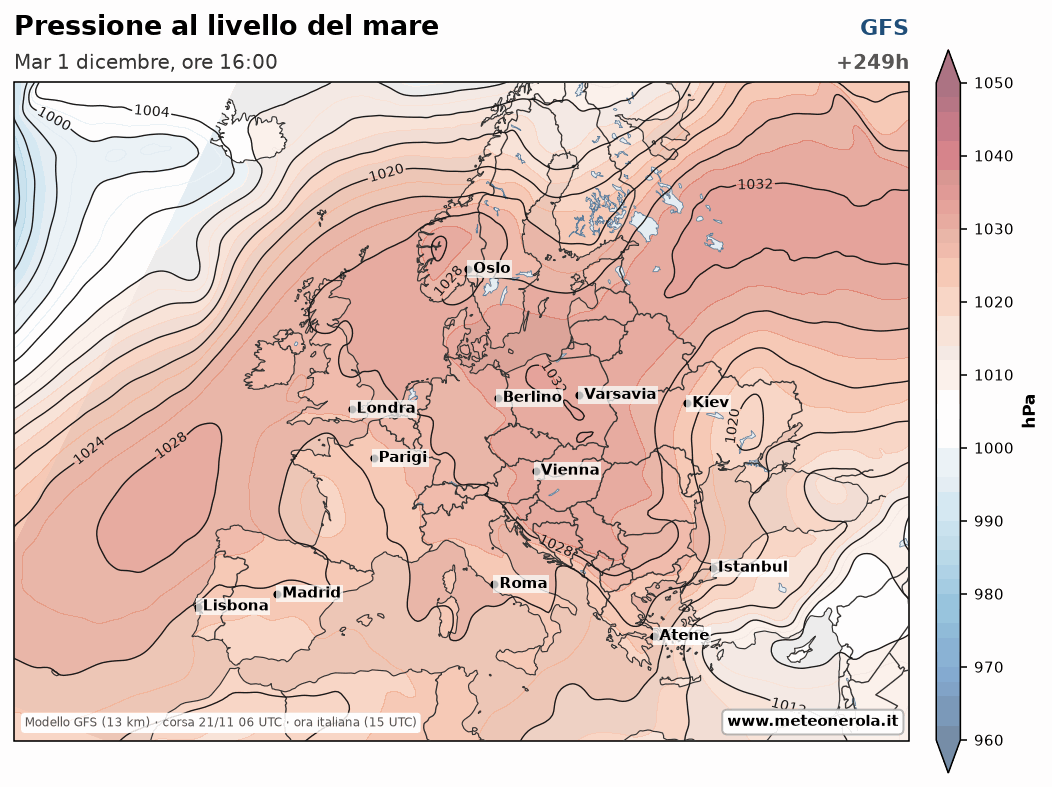 Pressione al livello del mare
GFS
Mar 1 dicembre, ore 16:00
+249h
1000
1004
1020
1032
1028
Oslo
1024
1028
Londra
Berlino
Varsavia
Kiev
1020
Parigi
Vienna
1028
Istanbul
Roma
Madrid
Lisbona
Atene
1012
Modello GFS (13 km) · corsa 21/11 06 UTC · ora italiana (15 UTC)
www.meteonerola.it
1050
1040
1030
1020
1010
1000
990
980
970
960
hPa